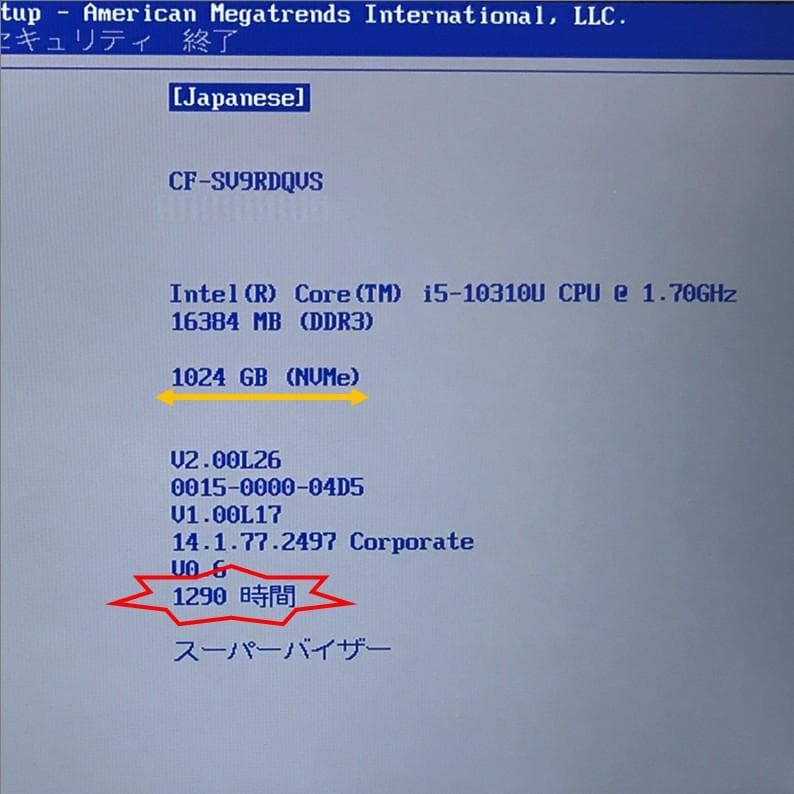 tup - American Megatrends International, LLC.
セキュリティ 終了
[Japanese]
CF-SV9RDQVS
Intel(R) Core(TM) i5-10310U CPU @ 1.70GHz
16384 MB (DDR3)
1024 GB (NVMe)
V2.00L26
0015-0000-04D5
V1.00L17
14.1.77.2497 Corporate
V0.6
1290 時間
スーパーバイザー